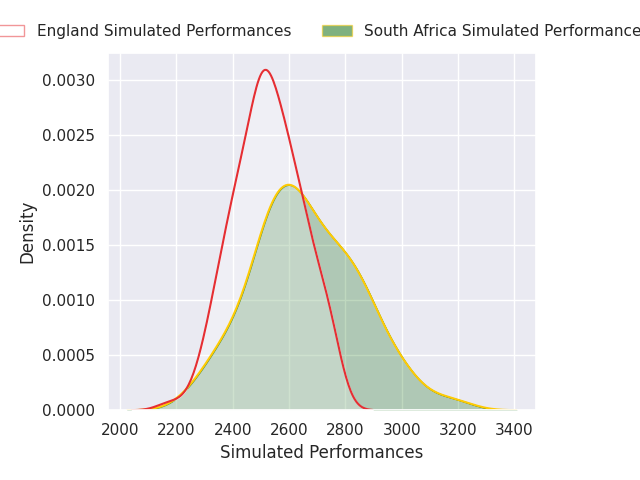 England Simulated Performances South Africa Simulated Performance
0.0030
0.0025
0.0020
0.0015
0.0010
0.0005
0.0000
Density
2000 2200 2400 2600 2800 3000 3200 3400
Simulated Performances